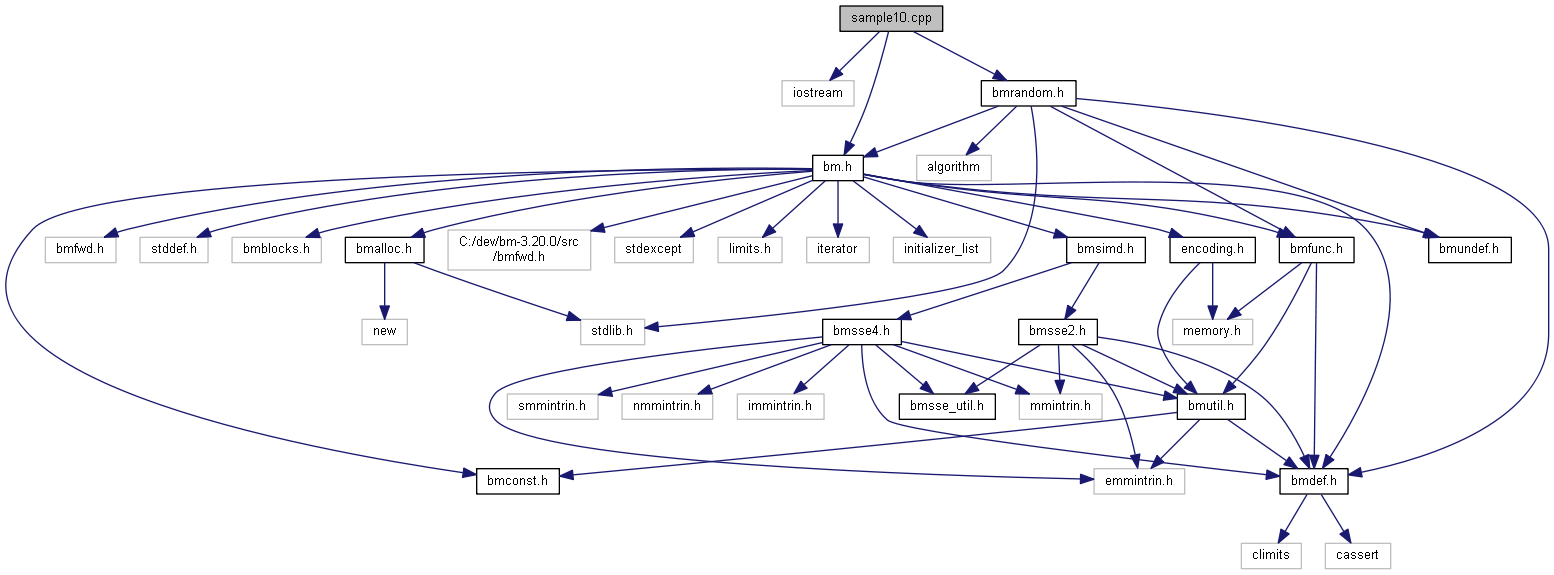 sample10.cpp
iostream
bmrandom.h
bm.h
algorithm
bmfwd.h
stddef.h
bmblocks.h
bmalloc.h
C:/dev/bm-3.20.0/src
/bmfwd.h
stdexcept
limits.h
iterator
initializer_list
bmsimd.h
encoding.h
bmfunc.h
bmundef.h
new
stdlib.h
bmsse4.h
bmsse2.h
memory.h
smmintrin.h
nmmintrin.h
immintrin.h
bmsse_util.h
mmintrin.h
bmutil.h
bmconst.h
emmintrin.h
bmdef.h
climits
cassert